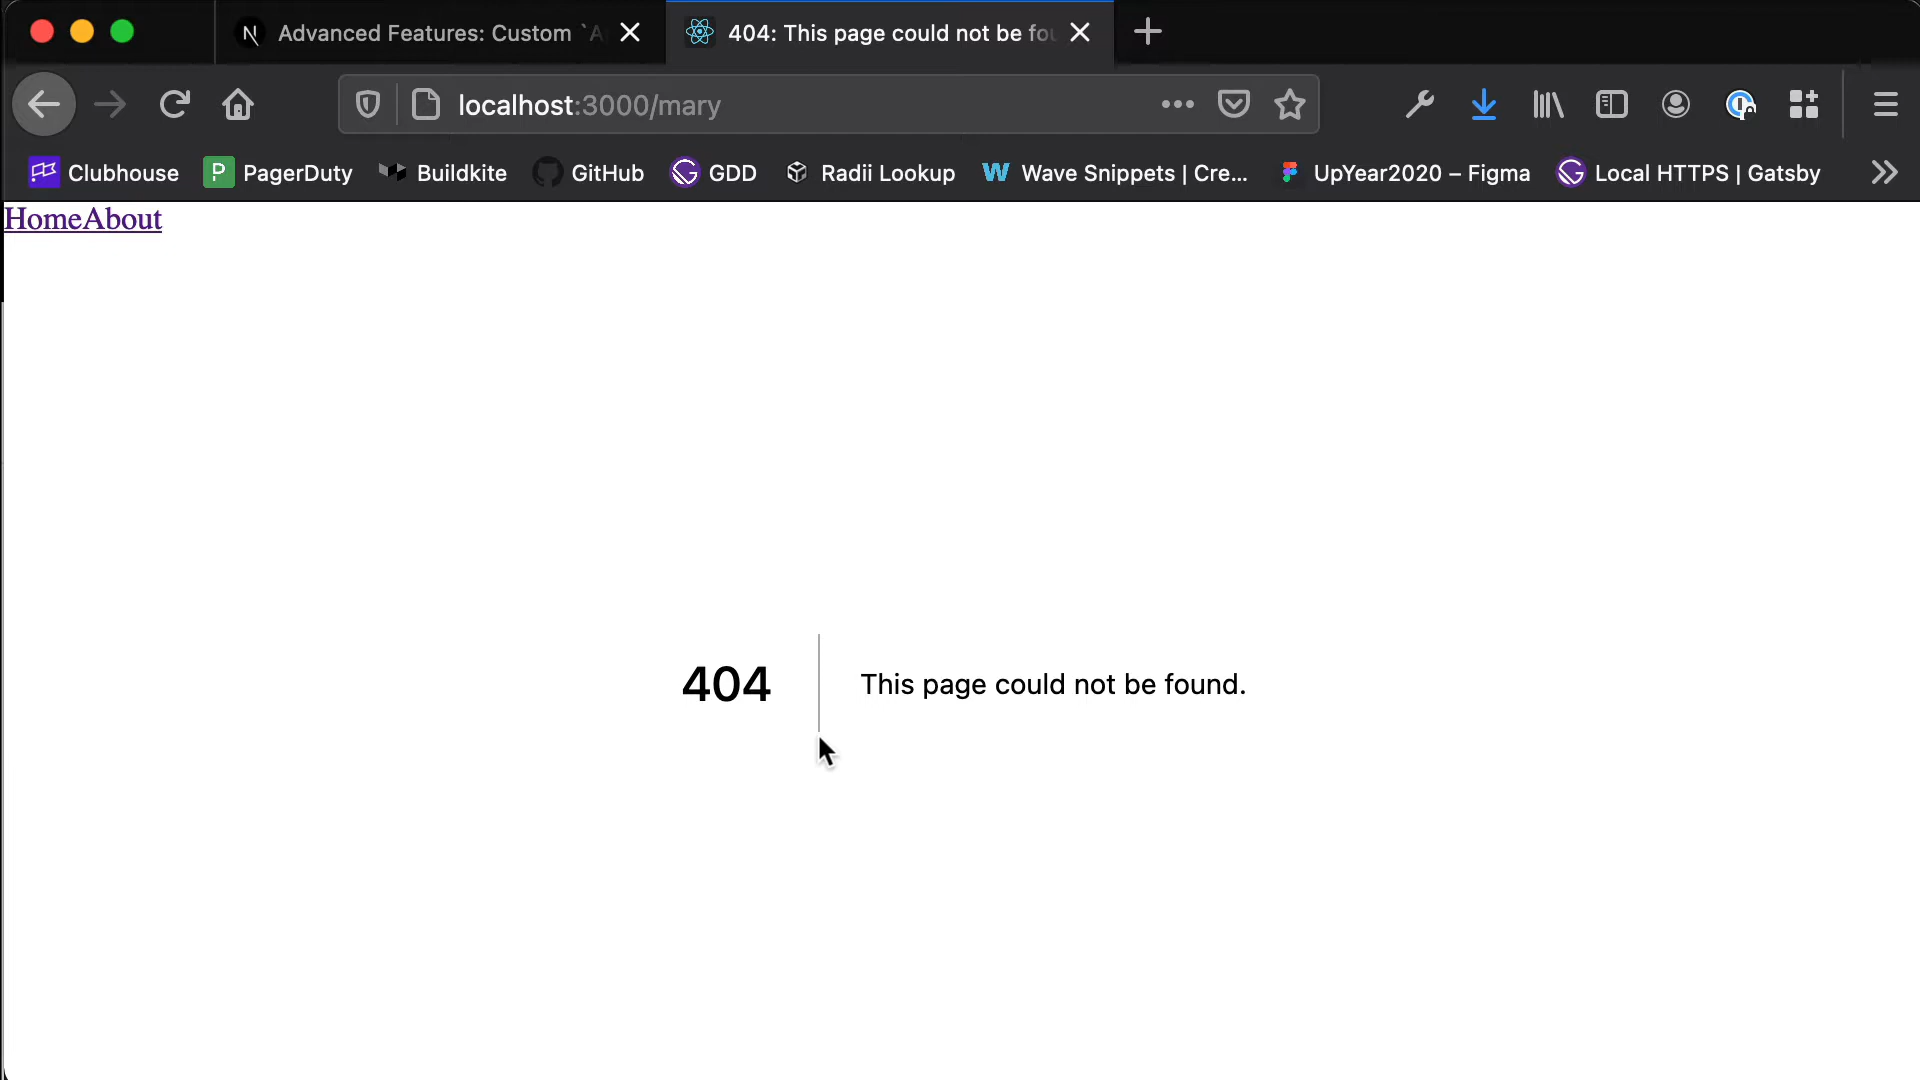 Advanced Features: Custom `A
404: This page could not be fou
localhost:3000/mary
Clubhouse
P PagerDuty
Buildkite
GitHub
GDD
Radii Lookup
W Wave Snippets | Cre...
UpYear2020 – Figma
Local HTTPS | Gatsby
HomeAbout
404
This page could not be found.